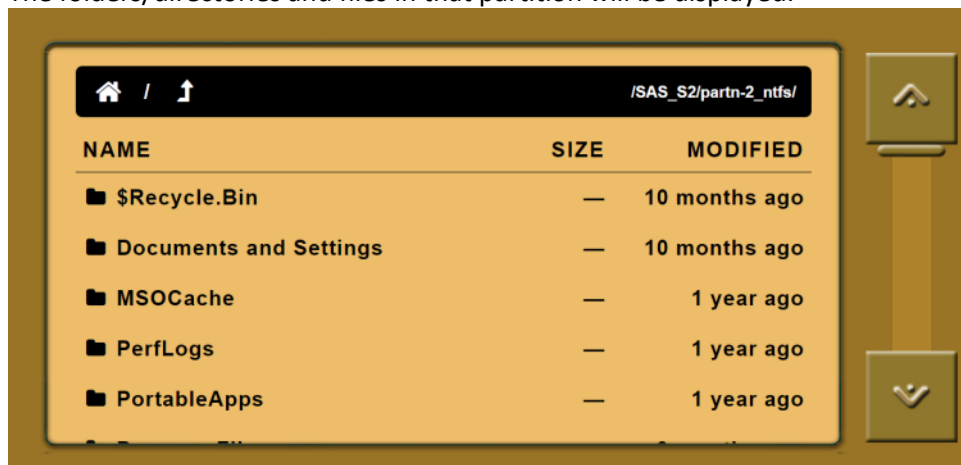 The folders, directories and files in that partition will be displayed.
/ /SAS_S2/partn-2_ntfs/
NAME SIZE MODIFIED
$Recycle.Bin — 10 months ago
Documents and Settings — 10 months ago
MSOCache — 1 year ago
PerfLogs — 1 year ago
PortableApps — 1 year ago